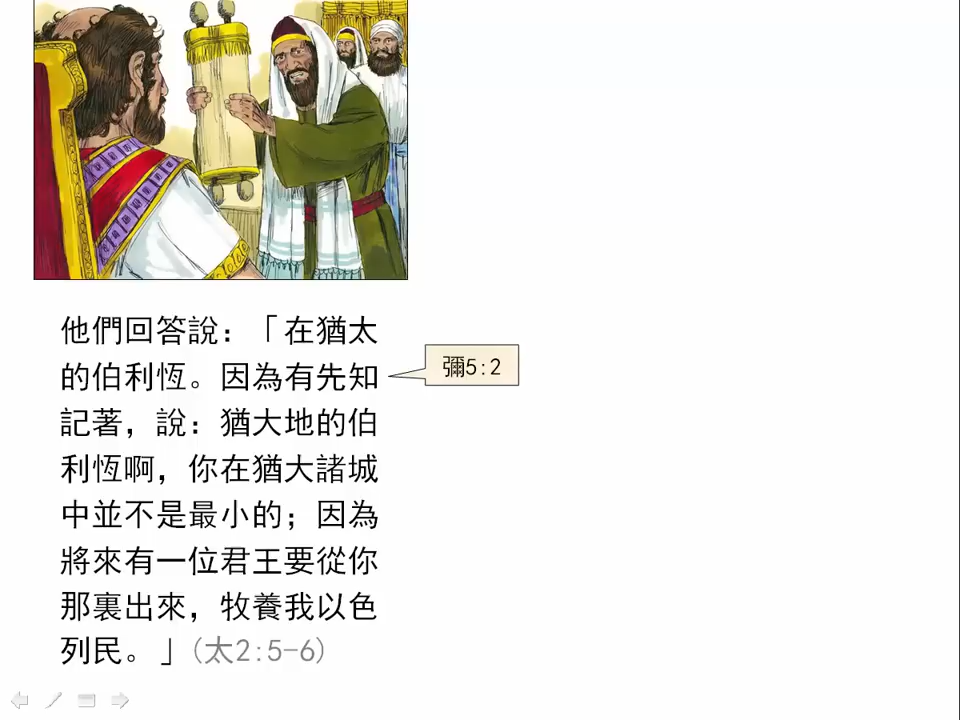 他們回答說：「在猶太
的伯利恆。因為有先知
記著，說：猶大地的伯
利恆啊，你在猶大諸城
中並不是最小的；因為
將來有一位君王要從你
那裏出來，牧養我以色
列民。」(太2:5-6)
彌5:2